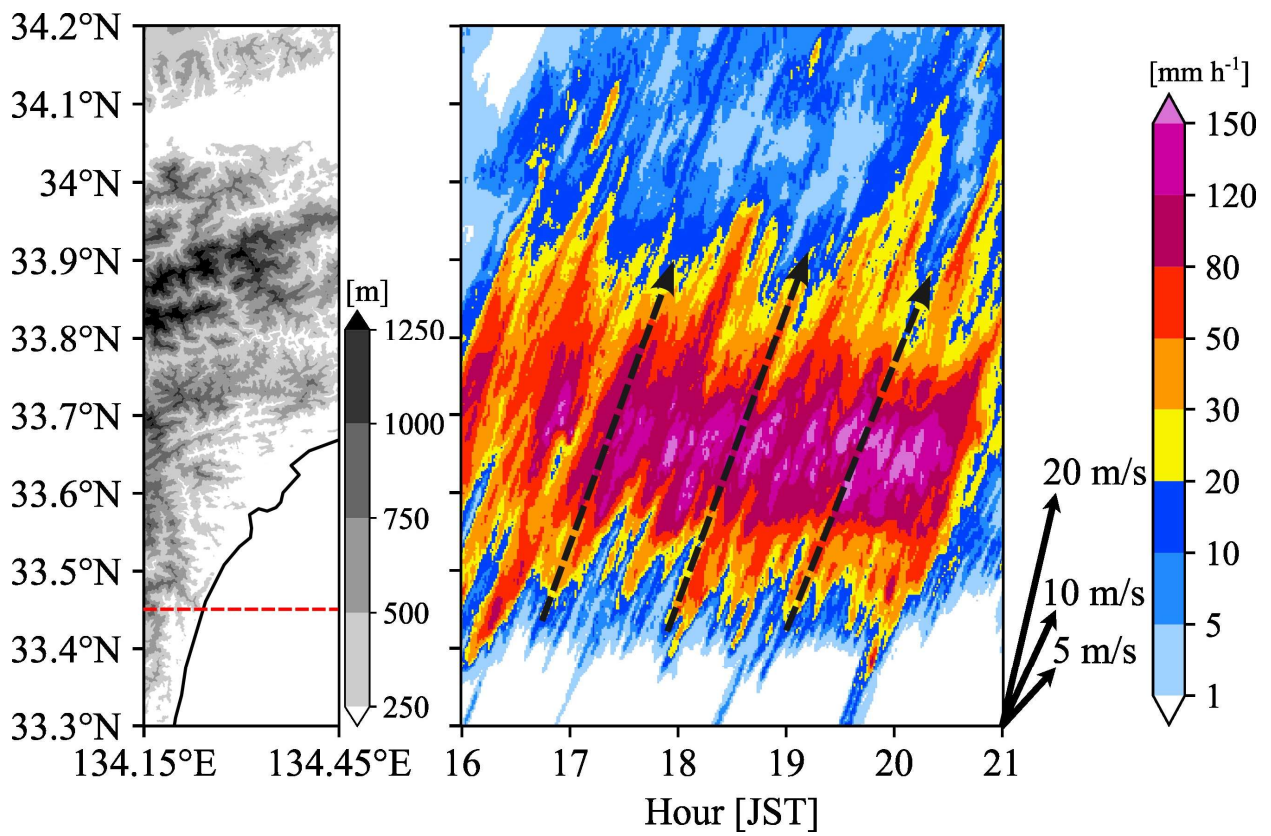 34.2°N
34.1°N
34°N
33.9°N
33.8°N
33.7°N
33.6°N
33.5°N
33.4°N
33.3°N
134.15°E 134.45°E
[m]
1250
1000
750
500
250
16 17 18 19 20 21
Hour [JST]
20 m/s
10 m/s
5 m/s
[mm h⁻¹]
150
120
80
50
30
20
10
5
1